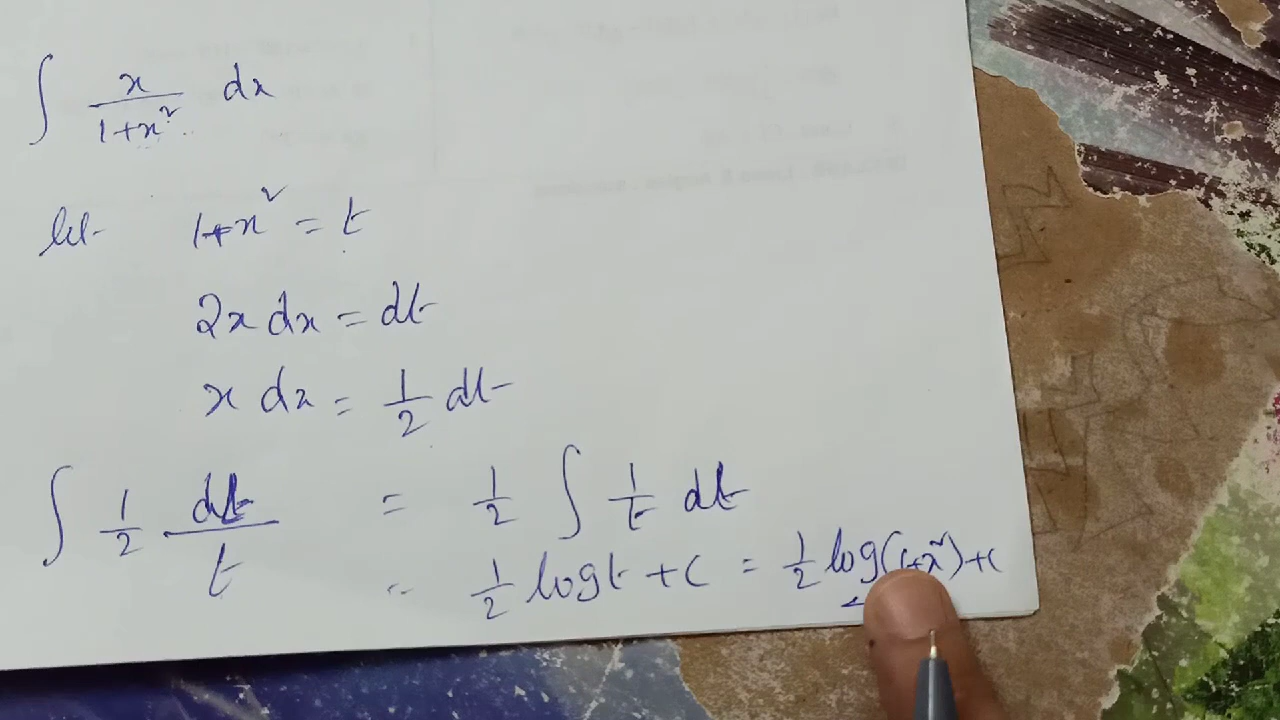 ∫ x/(1+x²) dx
let 1+x² = t
2x dx = dt
x dx = 1/2 dt
∫ 1/2 dt/t = 1/2 ∫ 1/t dt
= 1/2 log t + c = 1/2 log(1+x²)+c